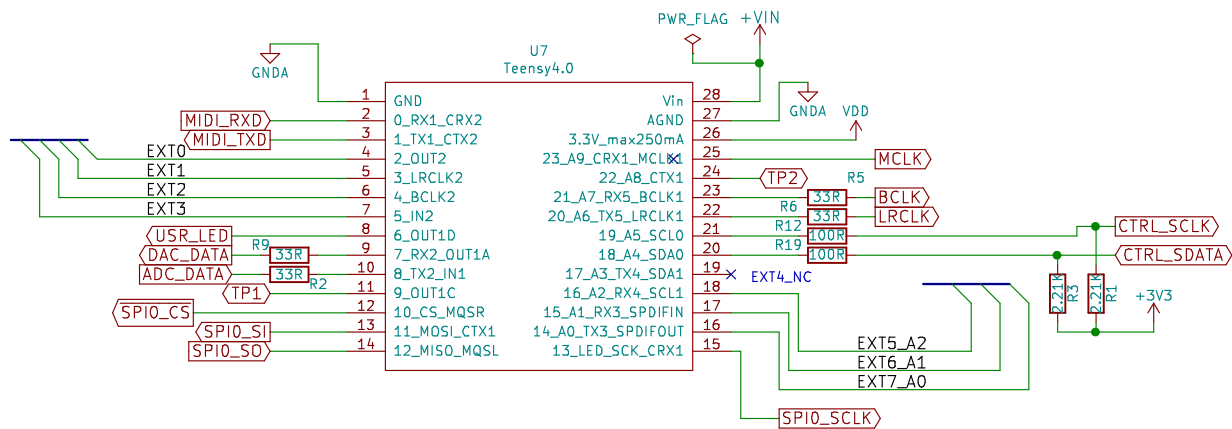 PWR_FLAG +VIN
U7
Teensy4.0
GNDA
1 GND Vin 28
MIDI_RXD 2 0_RX1_CRX2 AGND 27 GNDA VDD
MIDI_TXD 3 1_TX1_CTX2 3.3V_max250mA 26
EXT0 4 2_OUT2 23_A9_CRX1_MCLK1 25 MCLK
EXT1 5 3_LRCLK2 22_A8_CTX1 24 TP2 R5
EXT2 6 4_BCLK2 21_A7_RX5_BCLK1 23 33R BCLK
EXT3 7 5_IN2 20_A6_TX5_LRCLK1 22 R6 33R LRCLK
USR_LED 8 6_OUT1D 19_A5_SCL0 21 R12 100R CTRL_SCLK
DAC_DATA R9 33R 9 7_RX2_OUT1A 18_A4_SDA0 20 R19 100R CTRL_SDATA
ADC_DATA 33R R2 10 8_TX2_IN1 17_A3_TX4_SDA1 19 EXT4_NC
TP1 11 9_OUT1C 16_A2_RX4_SCL1 18 2.21K R3 2.21K R1 +3V3
SPI0_CS 12 10_CS_MQSR 15_A1_RX3_SPDIFIN 17
SPI0_SI 13 11_MOSI_CTX1 14_A0_TX3_SPDIFOUT 16
SPI0_SO 14 12_MISO_MQSL 13_LED_SCK_CRX1 15
EXT5_A2
EXT6_A1
EXT7_A0
SPI0_SCLK